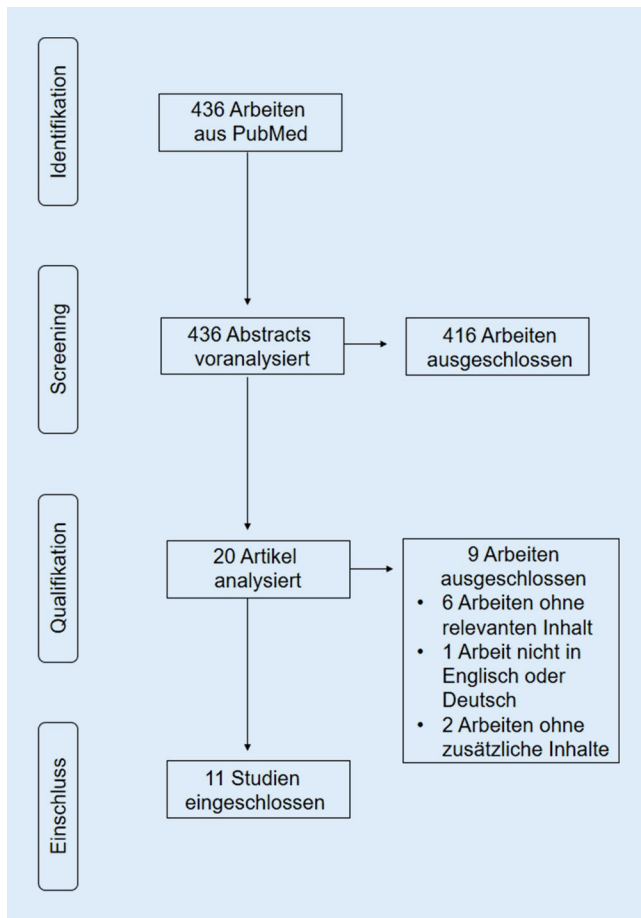 Identifikation
436 Arbeiten
aus PubMed
Screening
436 Abstracts
voranalysiert
416 Arbeiten
ausgeschlossen
Qualifikation
20 Artikel
analysiert
9 Arbeiten
ausgeschlossen
• 6 Arbeiten ohne
relevanten Inhalt
• 1 Arbeit nicht in
Englisch oder
Deutsch
• 2 Arbeiten ohne
zusätzliche Inhalte
Einschluss
11 Studien
eingeschlossen